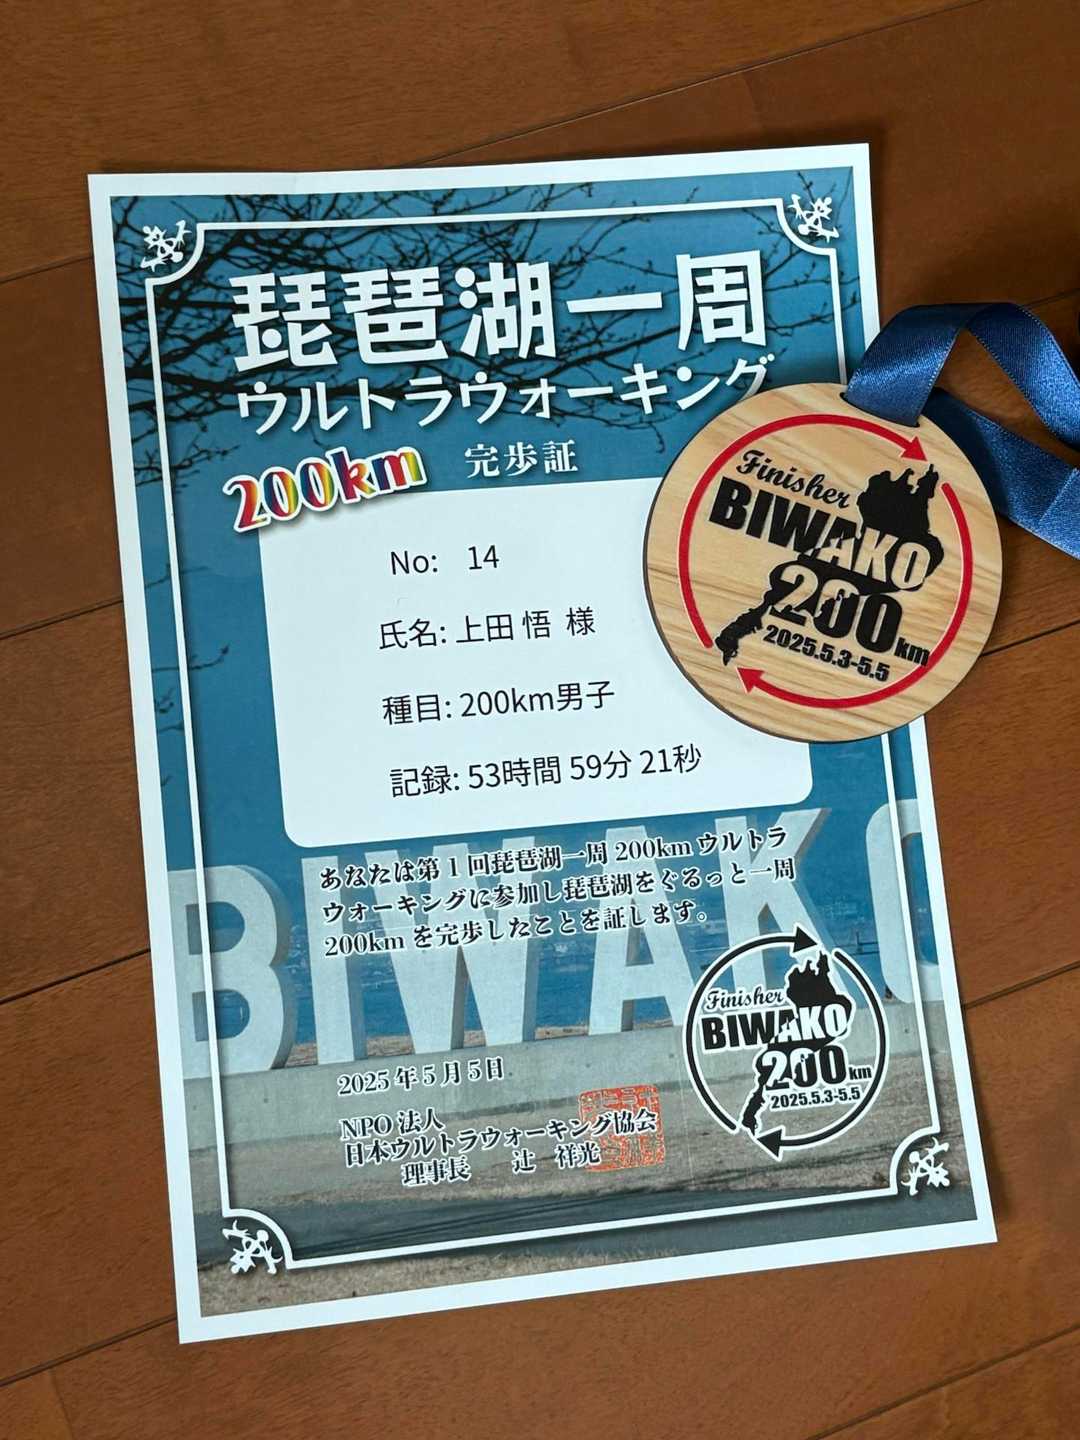 琵琶湖一周
ウルトラウォーキング
200km 完歩証
No: 14
氏名: 上田 悟 様
種目: 200km男子
記録: 53時間 59分 21秒
あなたは第1回琵琶湖一周 200km ウルトラ
ウォーキングに参加し琵琶湖をぐるっと一周
200km を完歩したことを証します。
BIWAKO
2025年5月5日
NPO法人
日本ウルトラウォーキング協会
理事長 辻 祥光
Finisher
BIWAKO
200km
2025.5.3-5.5
Finisher
BIWAKO
200km
2025.5.3-5.5